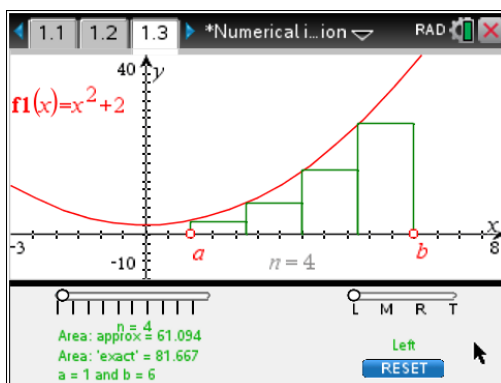 1.1 1.2 1.3 *Numerical i...ion RAD
40 y
f1(x)=x²+2
x
-3 a b 8
-10 n = 4
n = 4
Area: approx = 61.094
Area: 'exact' = 81.667
a = 1 and b = 6
L M R T
Left
RESET